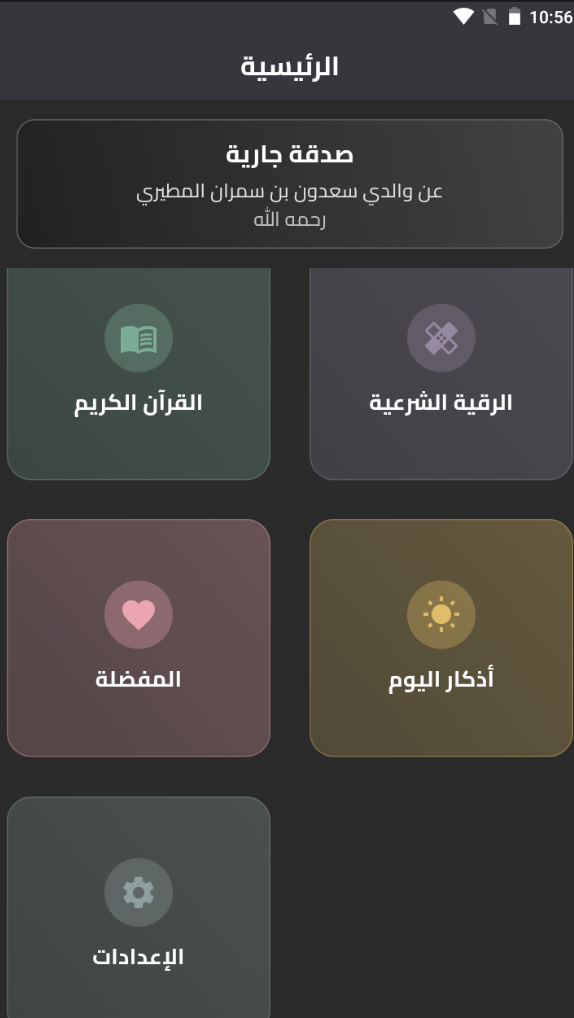 10:56
الرئيسية
صدقة جارية
عن والدي سعدون بن سمران المطيري
رحمه الله
الرقية الشرعية
القرآن الكريم
أذكار اليوم
المفضلة
الإعدادات